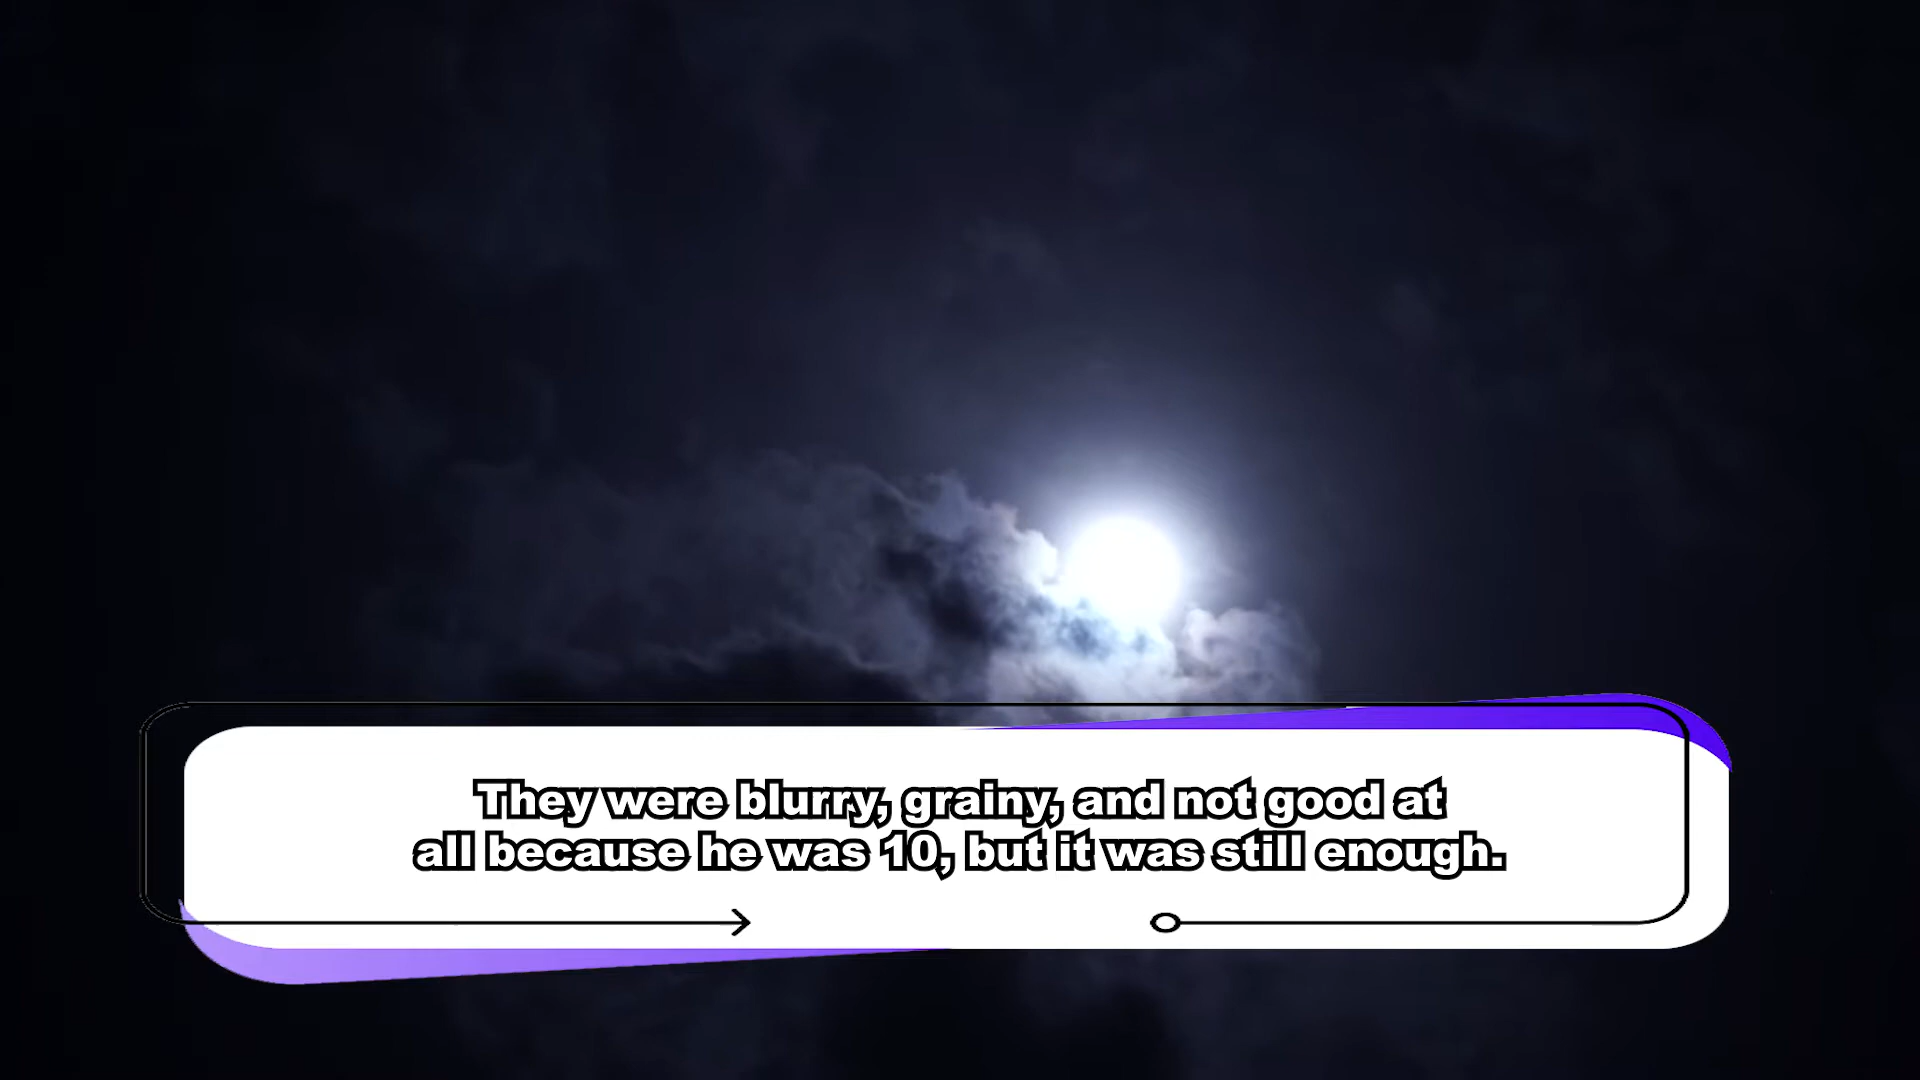 They were blurry, grainy, and not good at
all because he was 10, but it was still enough.